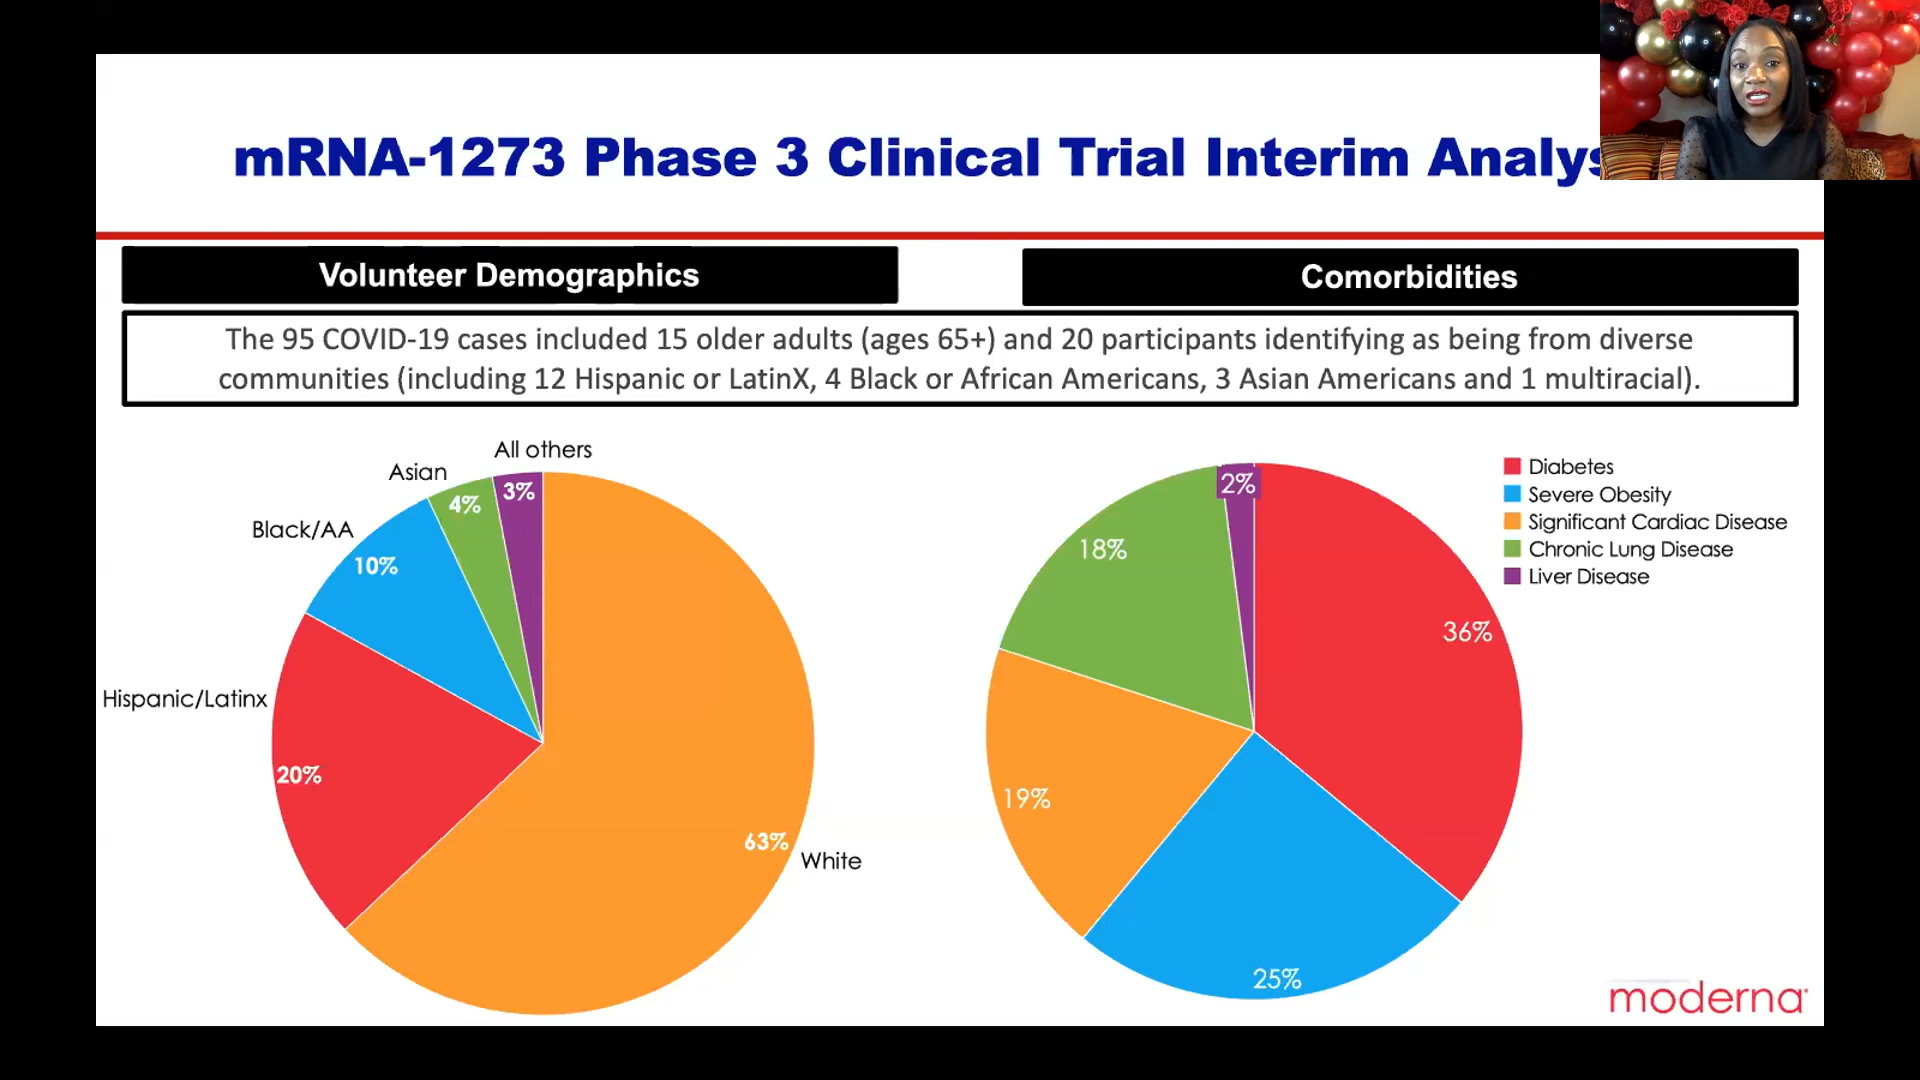 mRNA-1273 Phase 3 Clinical Trial Interim
Volunteer Demographics
Comorbidities
The 95 COVID-19 cases included 15 older adults (ages 65+) and 20 participants identifying as being from diverse
communities (including 12 Hispanic or LatinX, 4 Black or African Americans, 3 Asian Americans and 1 multiracial).
All others
Asian
3%
4%
Black/AA
10%
Hispanic/Latinx
20%
63%
White
2%
18%
36%
19%
25%
Diabetes
Severe Obesity
Significant Cardiac Disease
Chronic Lung Disease
Liver Disease
moderna